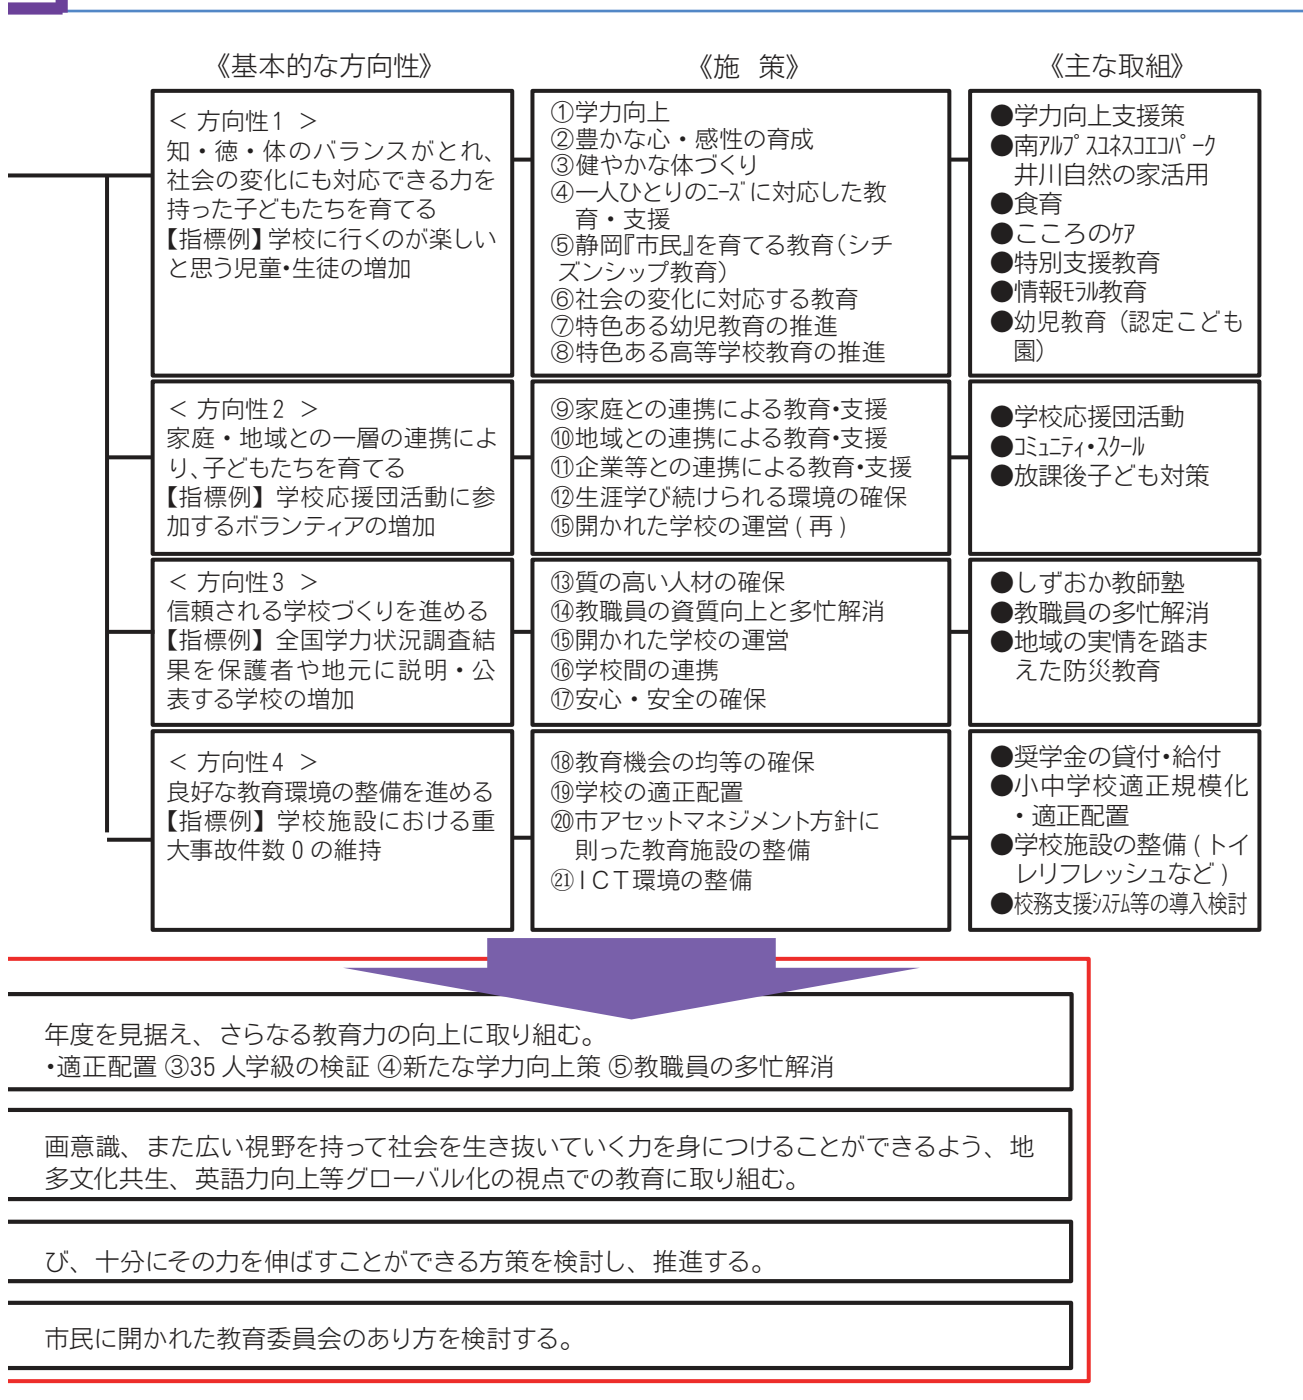 《基本的な方向性》
《施　策》
《主な取組》
＜ 方向性1 ＞
知・徳・体のバランスがとれ、
社会の変化にも対応できる力を
持った子どもたちを育てる
【指標例】学校に行くのが楽しい
と思う児童・生徒の増加
①学力向上
②豊かな心・感性の育成
③健やかな体づくり
④一人ひとりのニーズに対応した教
育・支援
⑤静岡『市民』を育てる教育（シチ
ズンシップ教育）
⑥社会の変化に対応する教育
⑦特色ある幼児教育の推進
⑧特色ある高等学校教育の推進
●学力向上支援策
●南アルプスユネスコエコパーク
井川自然の家活用
●食育
●こころのケア
●特別支援教育
●情報モラル教育
●幼児教育（認定こども
園）
＜ 方向性2 ＞
家庭・地域との一層の連携によ
り、子どもたちを育てる
【指標例】学校応援団活動に参
加するボランティアの増加
⑨家庭との連携による教育・支援
⑩地域との連携による教育・支援
⑪企業等との連携による教育・支援
⑫生涯学び続けられる環境の確保
⑮開かれた学校の運営(再)
●学校応援団活動
●コミュニティ・スクール
●放課後子ども対策
＜ 方向性3 ＞
信頼される学校づくりを進める
【指標例】全国学力状況調査結
果を保護者や地元に説明・公
表する学校の増加
⑬質の高い人材の確保
⑭教職員の資質向上と多忙解消
⑮開かれた学校の運営
⑯学校間の連携
⑰安心・安全の確保
●しずおか教師塾
●教職員の多忙解消
●地域の実情を踏ま
えた防災教育
＜ 方向性4 ＞
良好な教育環境の整備を進める
【指標例】学校施設における重
大事故件数0の維持
⑱教育機会の均等の確保
⑲学校の適正配置
⑳市アセットマネジメント方針に
則った教育施設の整備
㉑ICT環境の整備
●奨学金の貸付・給付
●小中学校適正規模化
・適正配置
●学校施設の整備(トイ
レリフレッシュなど)
●校務支援システム等の導入検討
年度を見据え、さらなる教育力の向上に取り組む。
・適正配置 ③35人学級の検証 ④新たな学力向上策 ⑤教職員の多忙解消
画意識、また広い視野を持って社会を生き抜いていく力を身につけることができるよう、地
多文化共生、英語力向上等グローバル化の視点での教育に取り組む。
び、十分にその力を伸ばすことができる方策を検討し、推進する。
市民に開かれた教育委員会のあり方を検討する。